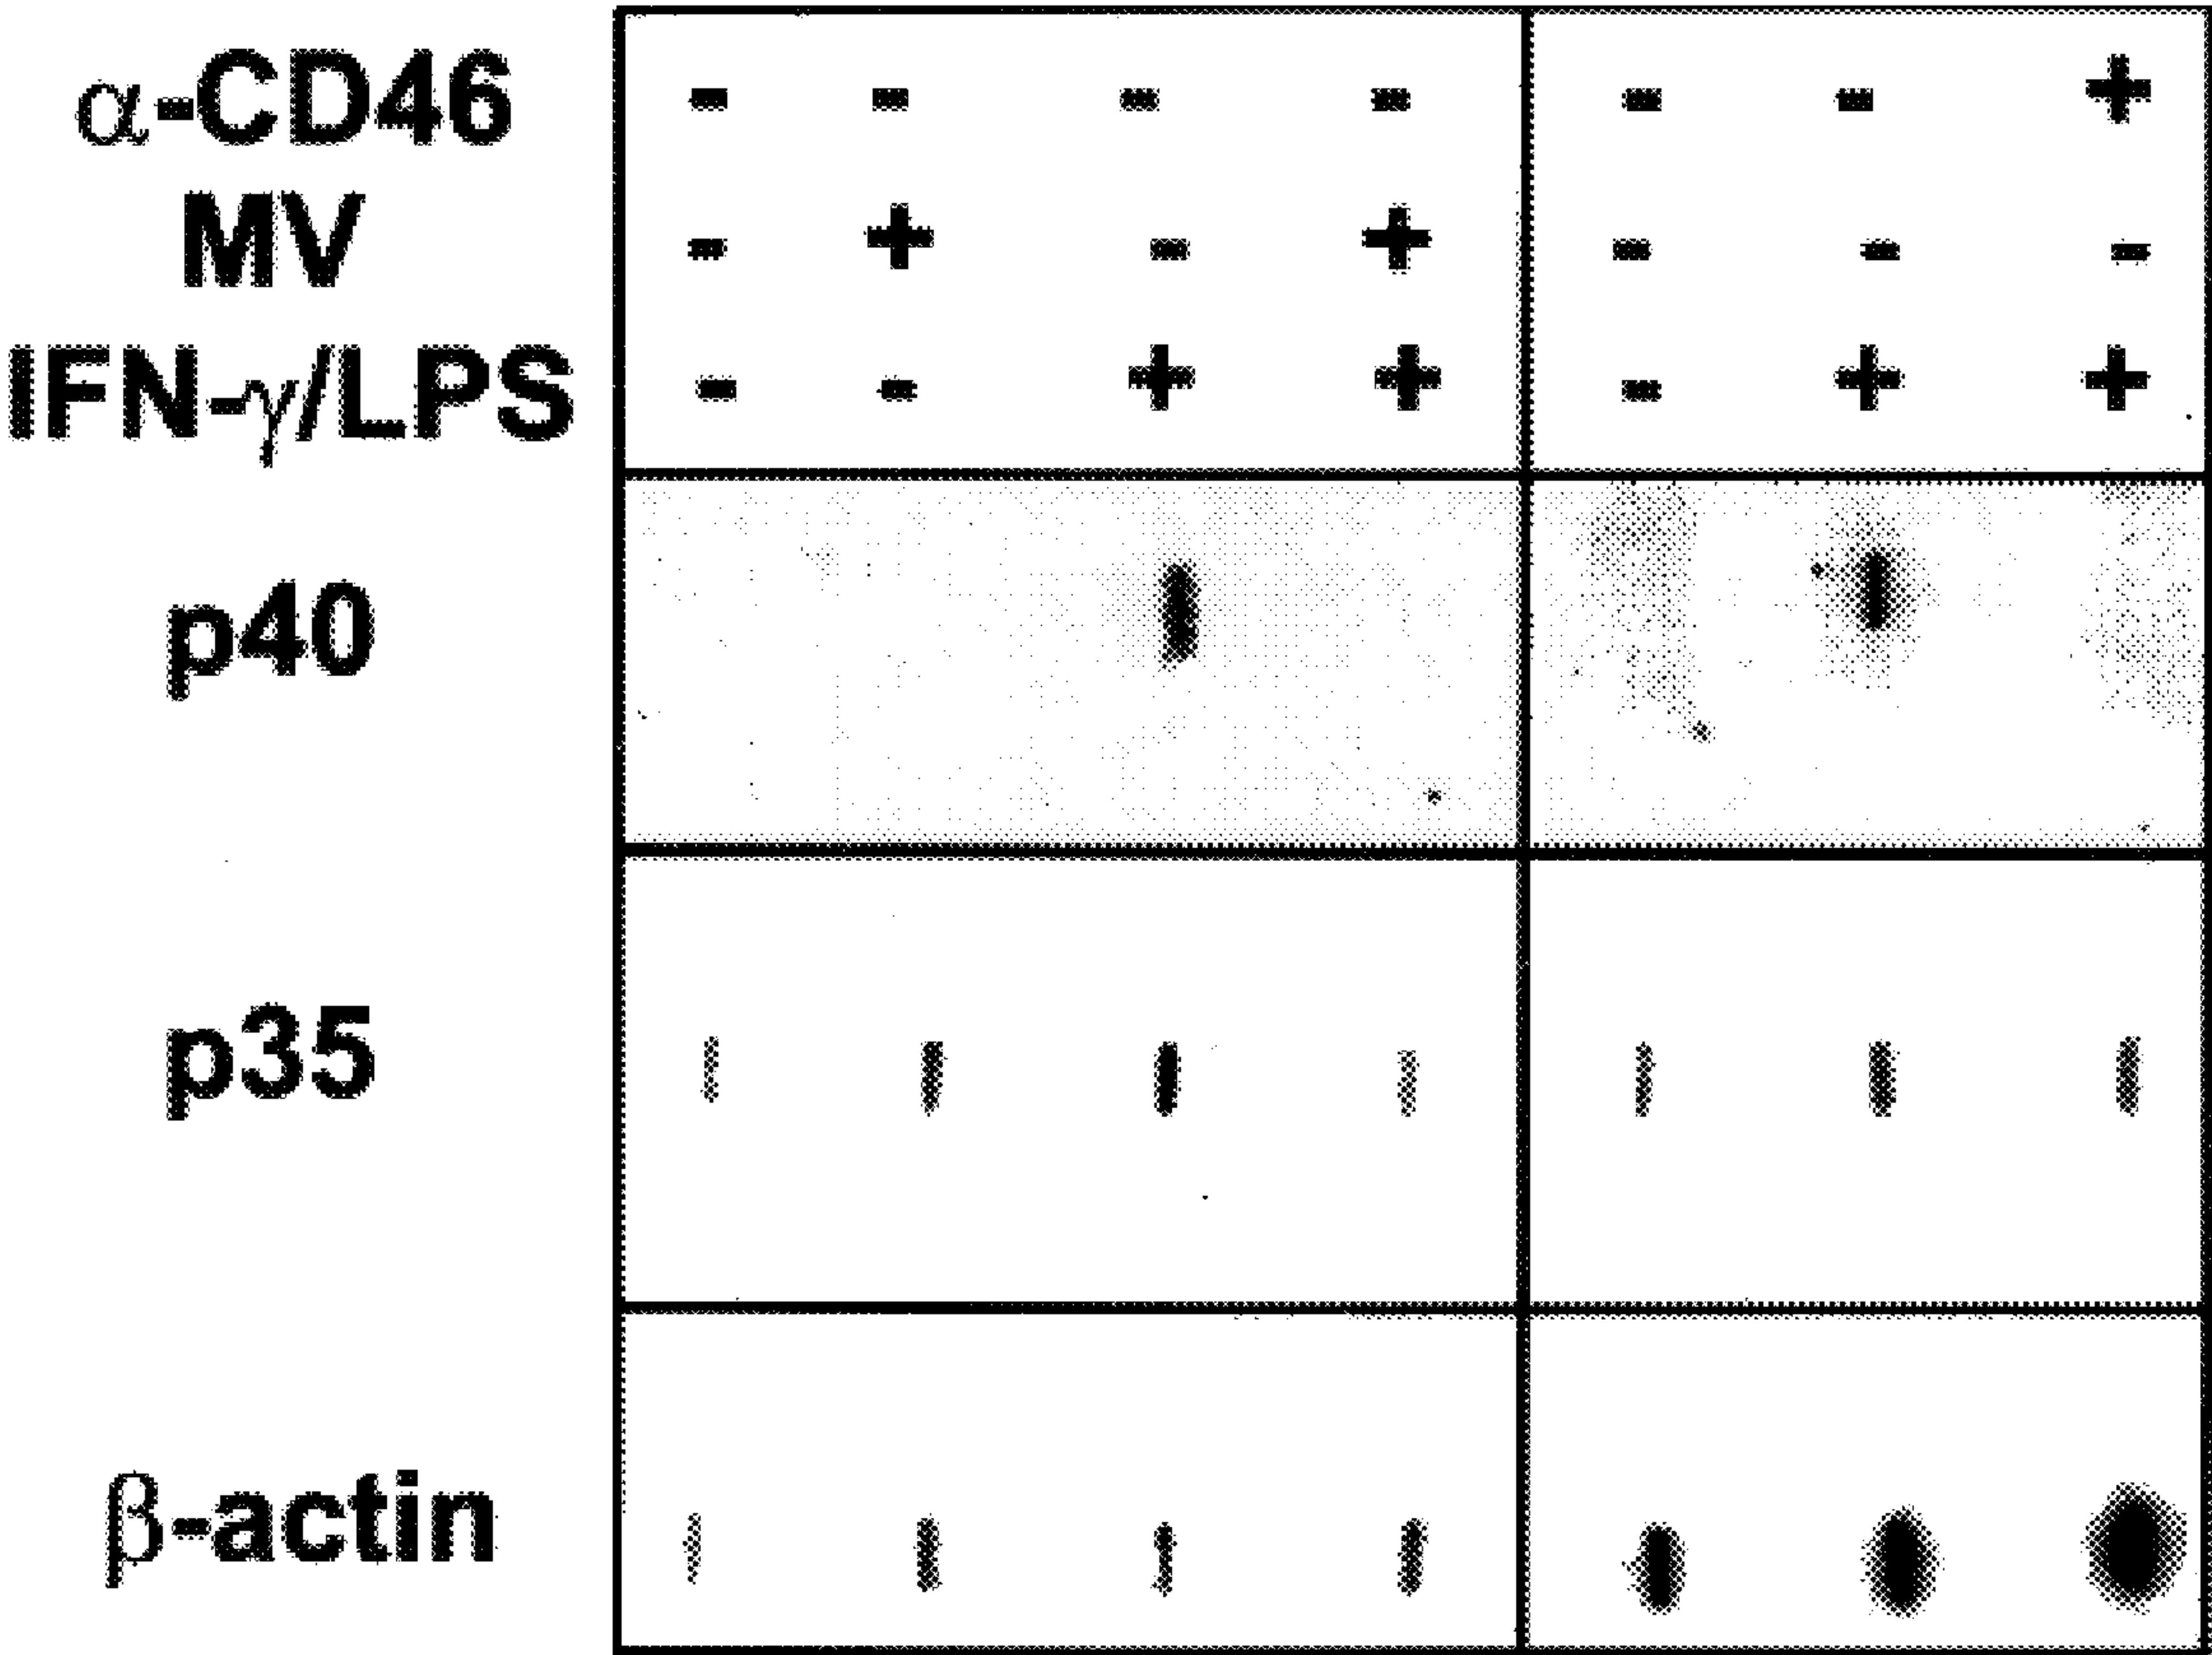 α-CD46 - - - - - - +
MV - + - + - - -
IFN-γ/LPS - - + + - + +
p40
p35
β-actin